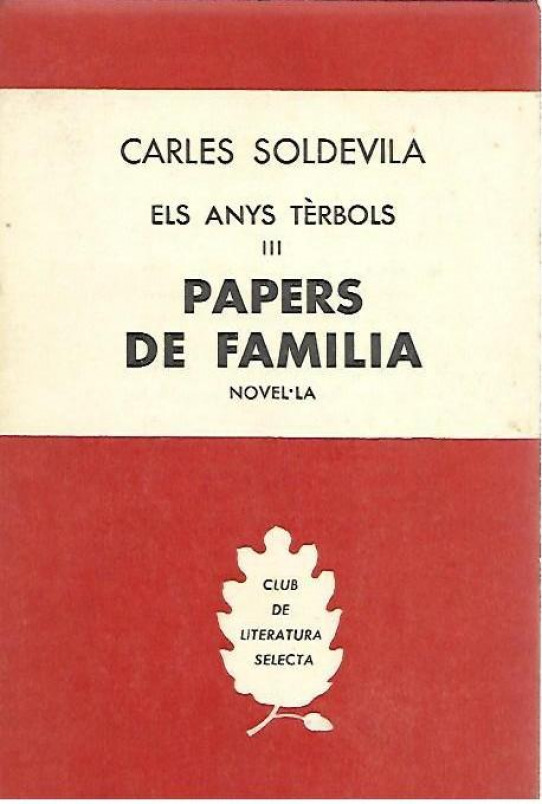 CARLES SOLDEVILA
ELS ANYS TÈRBOLS
III
PAPERS
DE FAMILIA
NOVEL·LA
CLUB
DE
LITERATURA
SELECTA